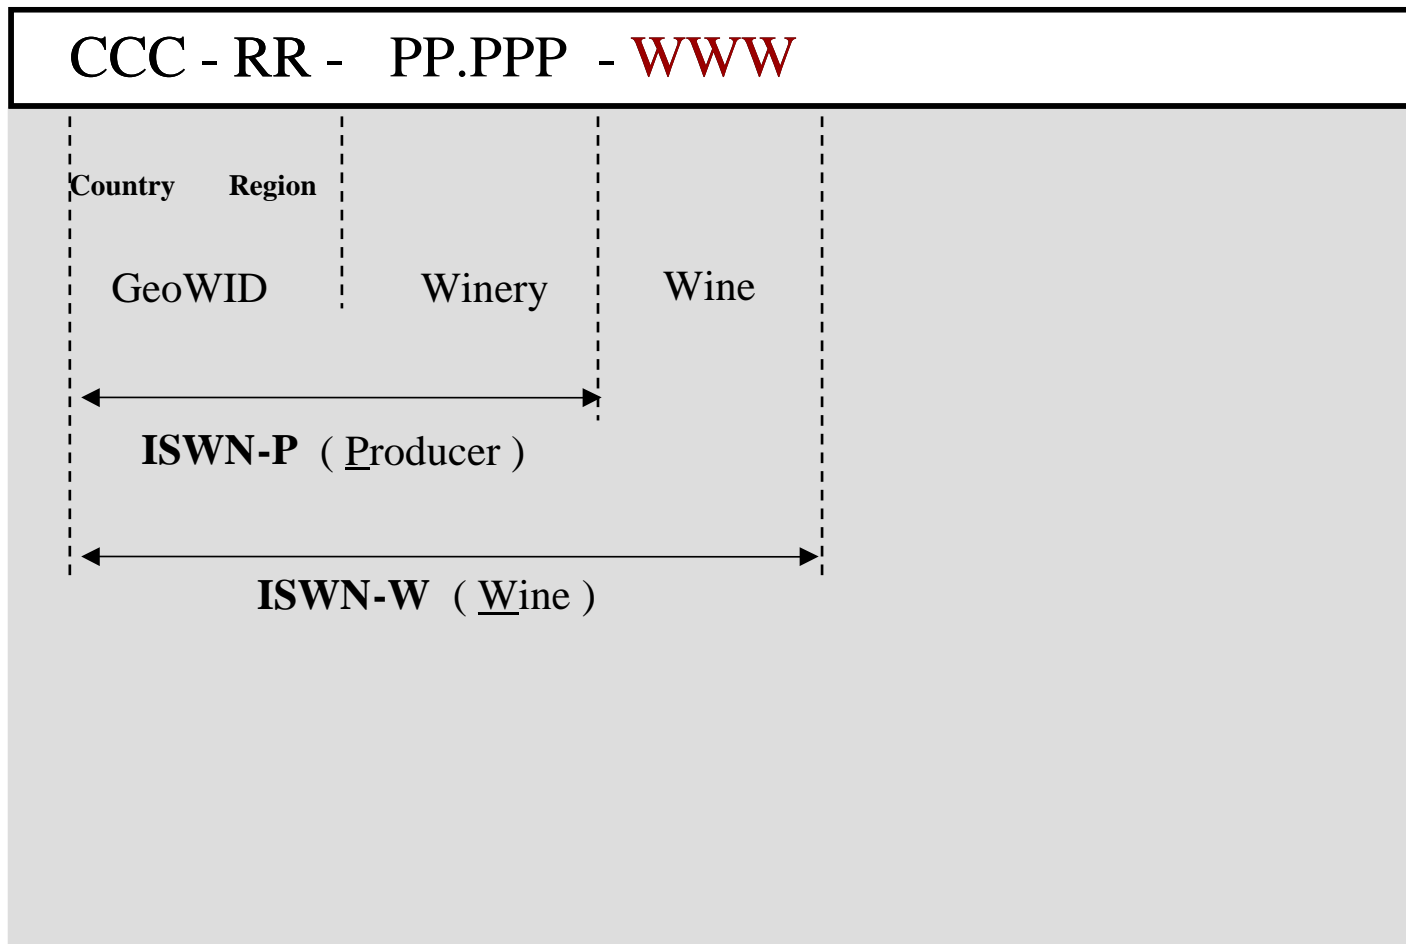 CCC - RR - PP.PPP - WWW
Country Region
GeoWID Winery Wine
ISWN-P ( Producer )
ISWN-W ( Wine )